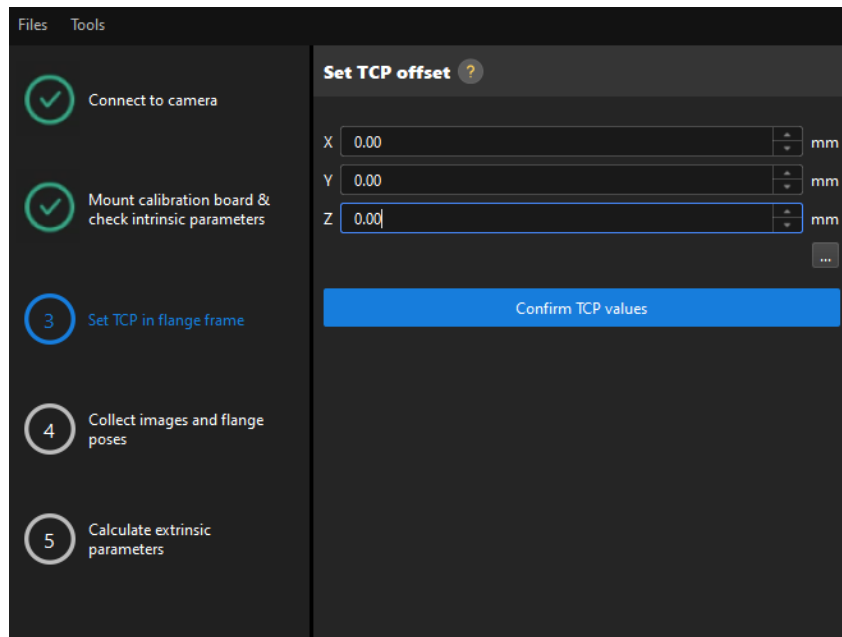 Files Tools
Connect to camera
Mount calibration board &
check intrinsic parameters
3 Set TCP in flange frame
4 Collect images and flange
poses
5 Calculate extrinsic
parameters
Set TCP offset ?
X 0.00 mm
Y 0.00 mm
Z 0.00 mm
...
Confirm TCP values